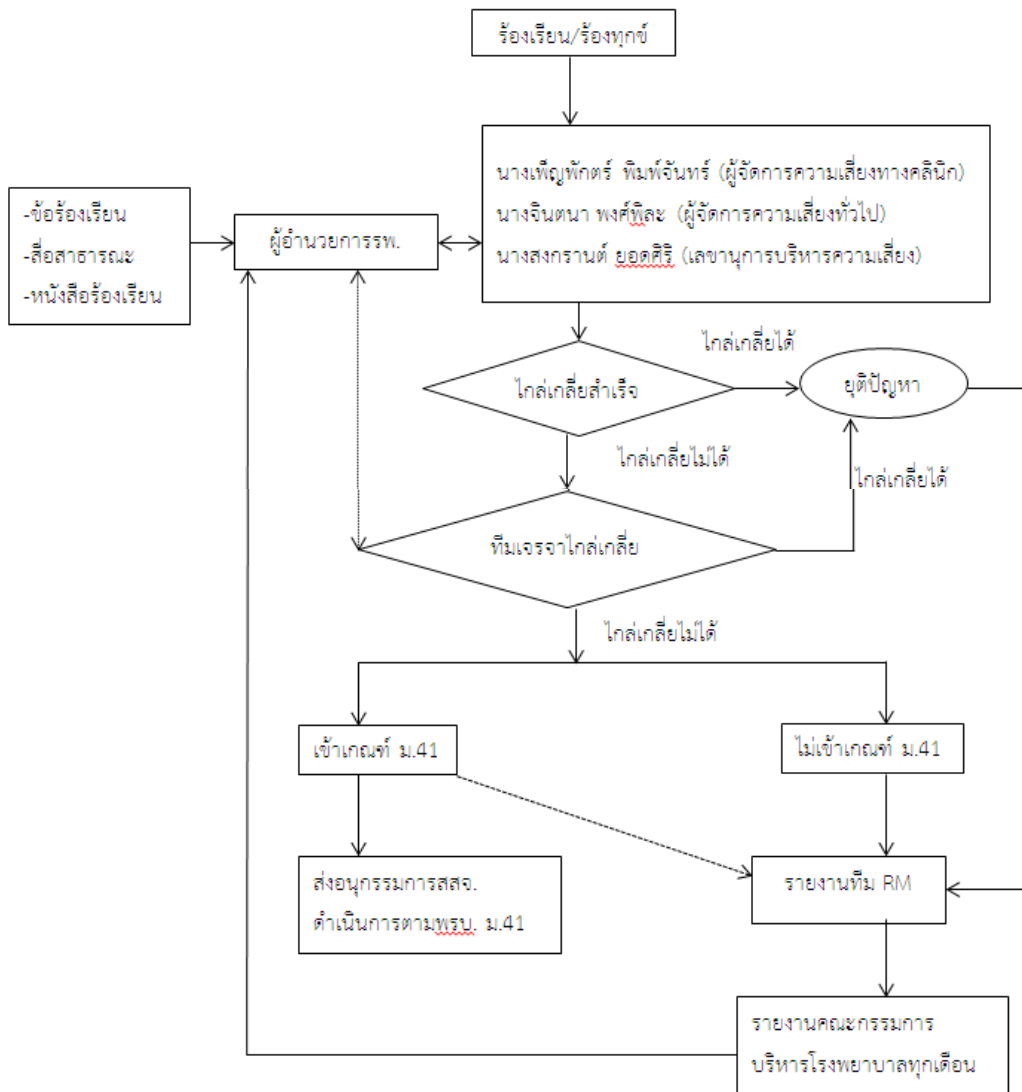 ร้องเรียน/ร้องทุกข์
นางเพ็ญพักตร์ พิมพ์จันทร์ (ผู้จัดการความเสี่ยงทางคลินิก)
นางจินตนา พงศ์พิละ (ผู้จัดการความเสี่ยงทั่วไป)
นางสงกรานต์ ยอดศิริ (เลขานุการบริหารความเสี่ยง)
-ข้อร้องเรียน
-สื่อสาธารณะ
-หนังสือร้องเรียน
ผู้อำนวยการรพ.
ไกล่เกลี่ยสำเร็จ
ไกล่เกลี่ยได้
ยุติปัญหา
ไกล่เกลี่ยไม่ได้
ไกล่เกลี่ยได้
ทีมเจรจาไกล่เกลี่ย
ไกล่เกลี่ยไม่ได้
เข้าเกณฑ์ ม.41
ไม่เข้าเกณฑ์ ม.41
ส่งอนุกรรมการสสจ.
ดำเนินการตามพรบ. ม.41
รายงานทีม RM
รายงานคณะกรรมการ
บริหารโรงพยาบาลทุกเดือน